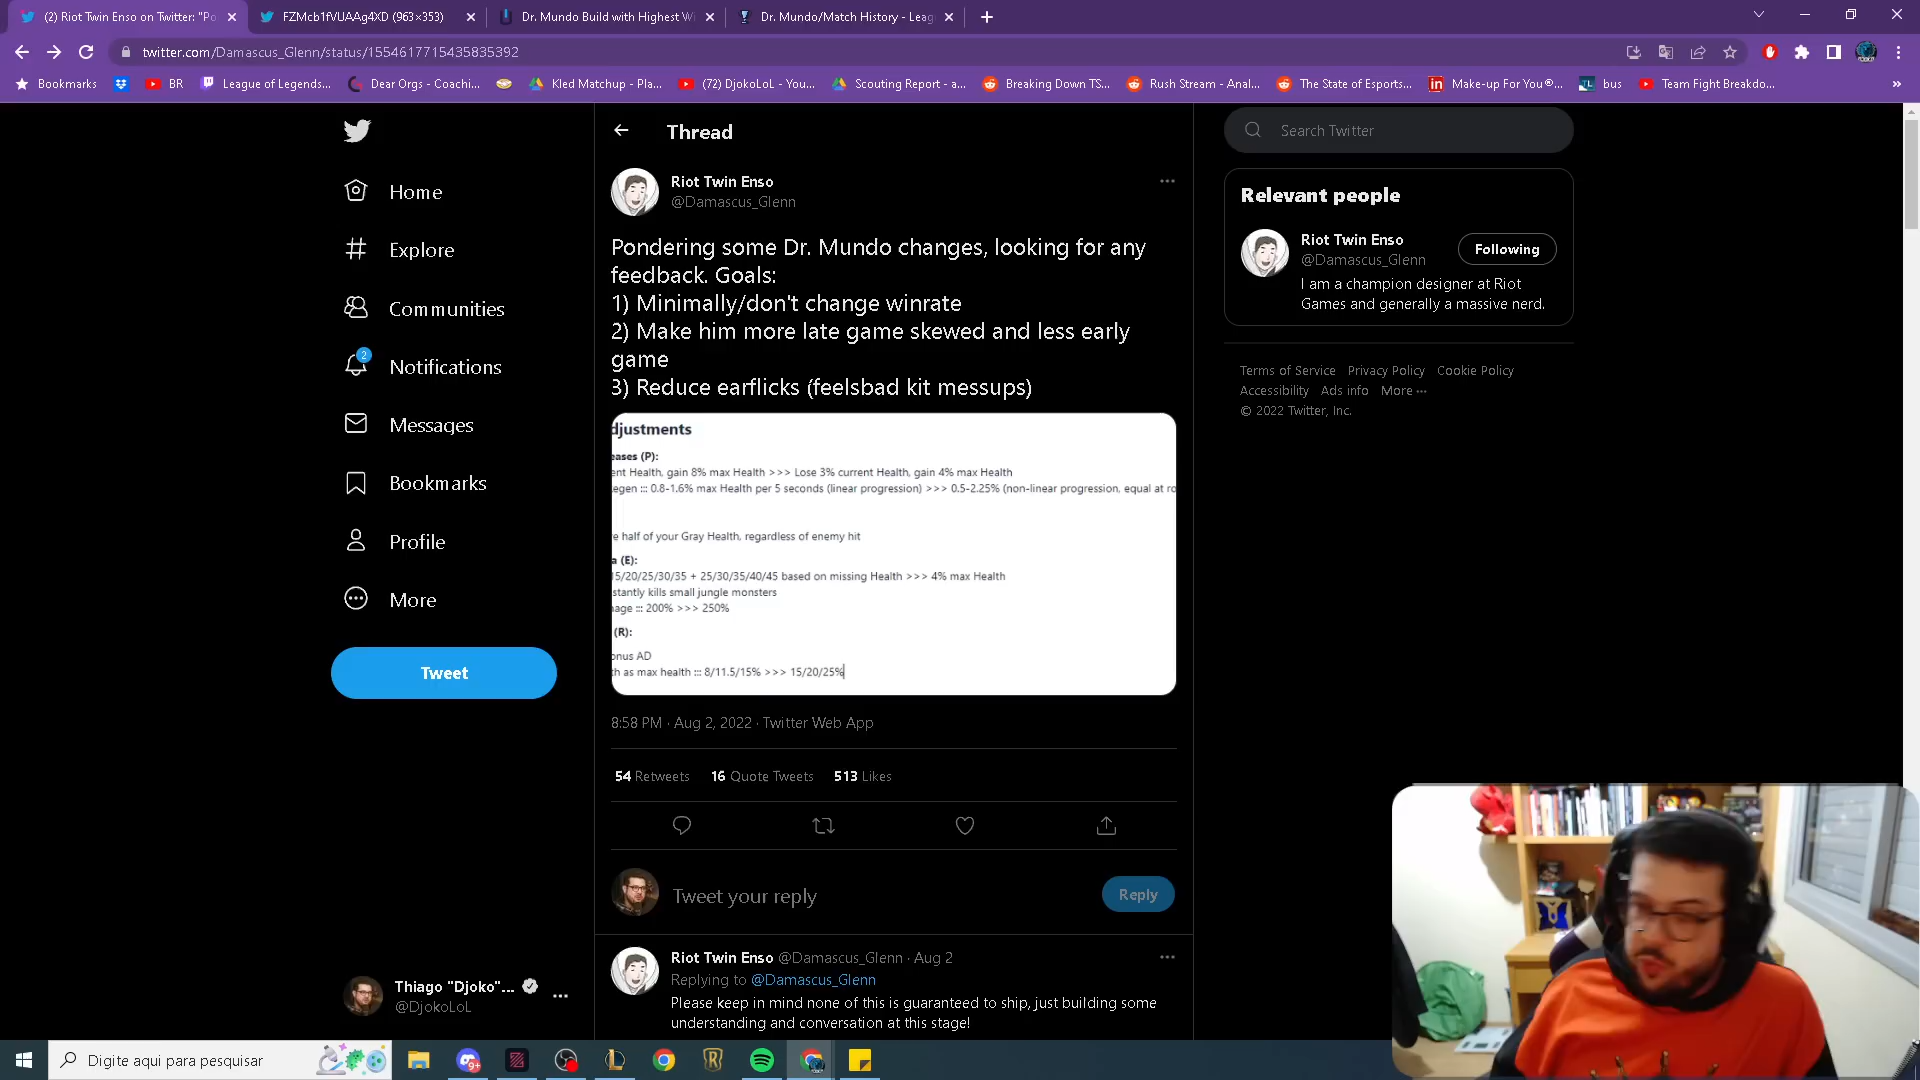 (2) Riot Twin Enso on Twitter: "Po
FZMcb1fVUAAg4XD (963×353)
Dr. Mundo Build with Highest Wi
Dr. Mundo/Match History - Leag
twitter.com/Damascus_Glenn/status/1554617715435835392
Bookmarks
BR
League of Legends...
Dear Orgs - Coachi...
Kled Matchup - Pla...
(72) DjokoLoL - You...
Scouting Report - a...
Breaking Down TS...
Rush Stream - Anal...
The State of Esports...
Make-up For You®...
bus
Team Fight Breakdo...
Home
Explore
Communities
2
Notifications
Messages
Bookmarks
Profile
More
Tweet
Thiago "Djoko"...
@DjokoLoL
Thread
Riot Twin Enso
@Damascus_Glenn
Pondering some Dr. Mundo changes, looking for any
feedback. Goals:
1) Minimally/don't change winrate
2) Make him more late game skewed and less early
game
3) Reduce earflicks (feelsbad kit messups)
djustments
eases (P):
ent Health, gain 8% max Health >>> Lose 3% current Health, gain 4% max Health
egen ::: 0.8-1.6% max Health per 5 seconds (linear progression) >>> 0.5-2.25% (non-linear progression, equal at ro
e half of your Gray Health, regardless of enemy hit
a (E):
15/20/25/30/35 + 25/30/35/40/45 based on missing Health >>> 4% max Health
stantly kills small jungle monsters
nage ::: 200% >>> 250%
(R):
onus AD
th as max health ::: 8/11.5/15% >>> 15/20/25%
8:58 PM · Aug 2, 2022 · Twitter Web App
54 Retweets 16 Quote Tweets 513 Likes
Tweet your reply
Reply
Riot Twin Enso @Damascus_Glenn · Aug 2
Replying to @Damascus_Glenn
Please keep in mind none of this is guaranteed to ship, just building some
understanding and conversation at this stage!
Search Twitter
Relevant people
Riot Twin Enso
@Damascus_Glenn
Following
I am a champion designer at Riot
Games and generally a massive nerd.
Terms of Service Privacy Policy Cookie Policy
Accessibility Ads info More ···
© 2022 Twitter, Inc.
Digite aqui para pesquisar
9+